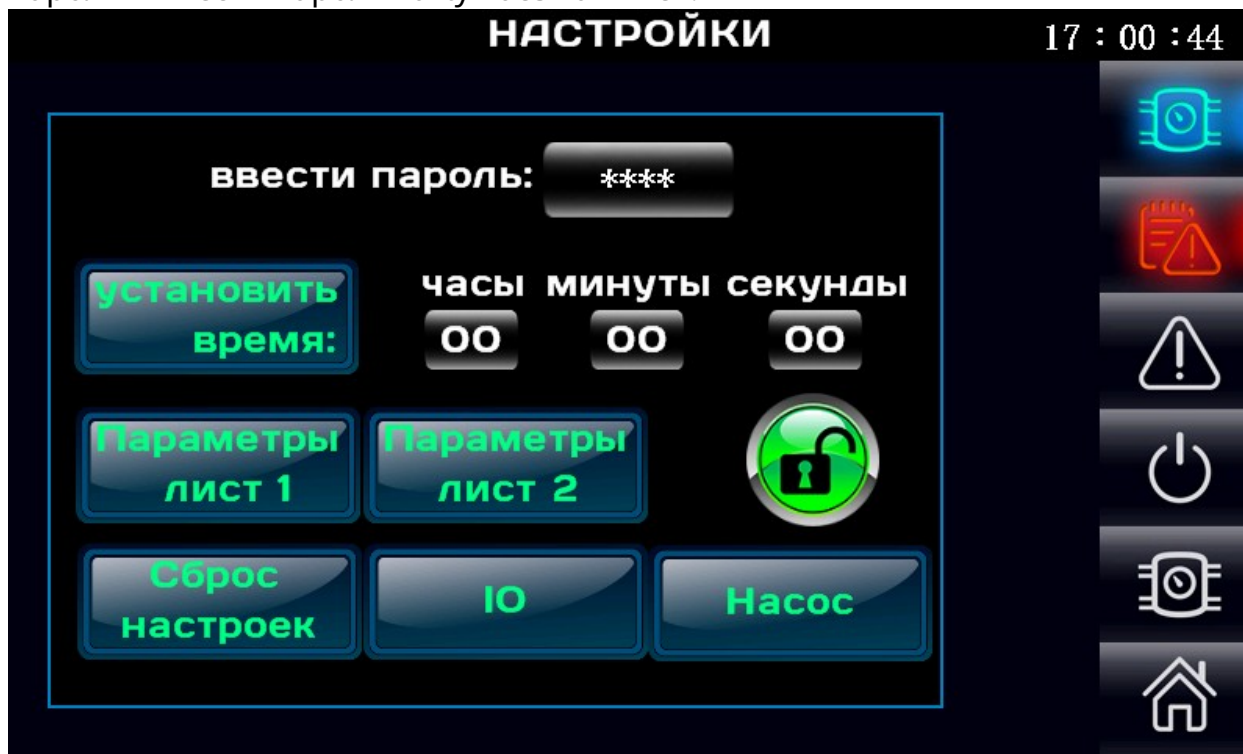 НАСТРОЙКИ
17 : 00 : 44
ввести пароль: ****
установить
время:
часы минуты секунды
00 00 00
Параметры
лист 1
Параметры
лист 2
Сброс
настроек
IO
Насос